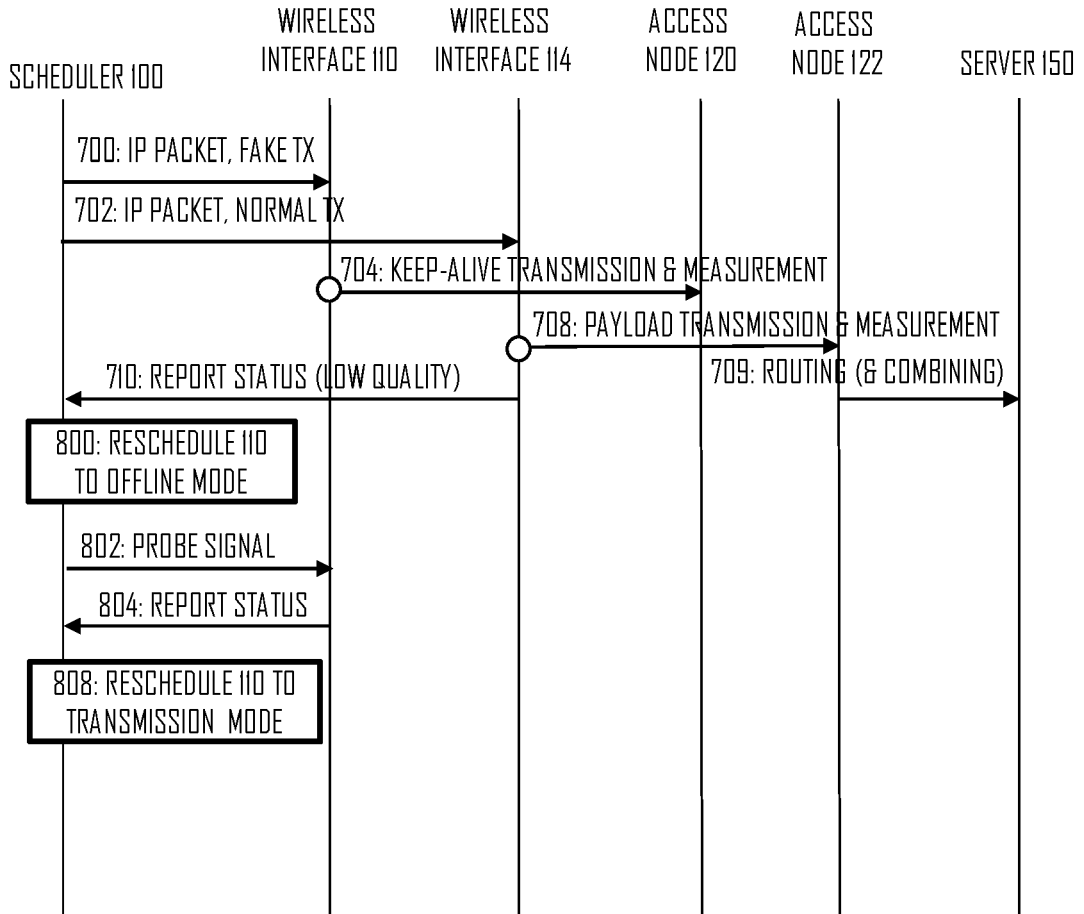 SCHEDULER 100
WIRELESS
INTERFACE 110
WIRELESS
INTERFACE 114
ACCESS
NODE 120
ACCESS
NODE 122
SERVER 150
700: IP PACKET, FAKE TX
702: IP PACKET, NORMAL TX
704: KEEP-ALIVE TRANSMISSION & MEASUREMENT
708: PAYLOAD TRANSMISSION & MEASUREMENT
710: REPORT STATUS (LOW QUALITY)
709: ROUTING (& COMBINING)
800: RESCHEDULE 110
TO OFFLINE MODE
802: PROBE SIGNAL
804: REPORT STATUS
808: RESCHEDULE 110 TO
TRANSMISSION MODE